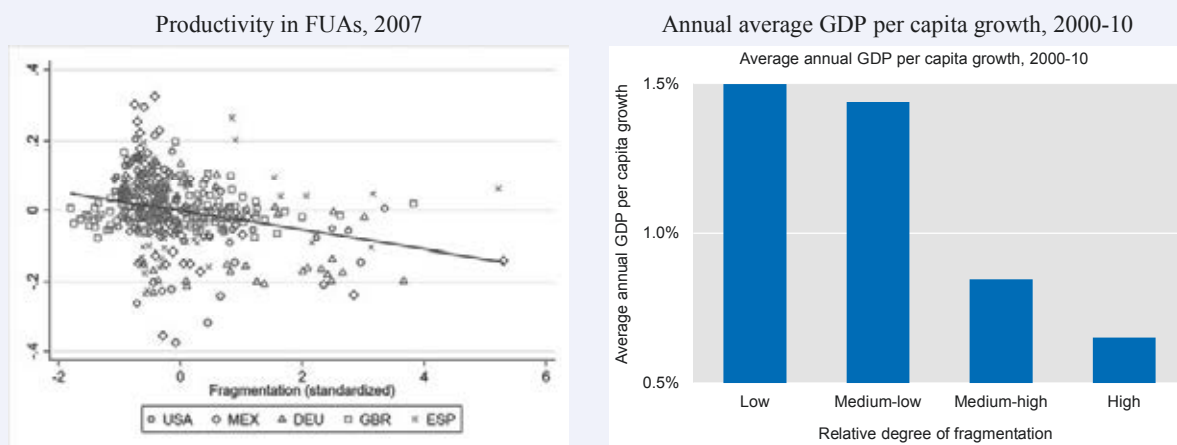 Productivity in FUAs, 2007
.4
.2
0
-.2
-.4
-2
0
2
4
6
Fragmentation (standardized)
USA MEX DEU GBR ESP
Annual average GDP per capita growth, 2000-10
Average annual GDP per capita growth, 2000-10
Average annual GDP per capita growth
1.5%
1.0%
0.5%
Low
Medium-low
Medium-high
High
Relative degree of fragmentation